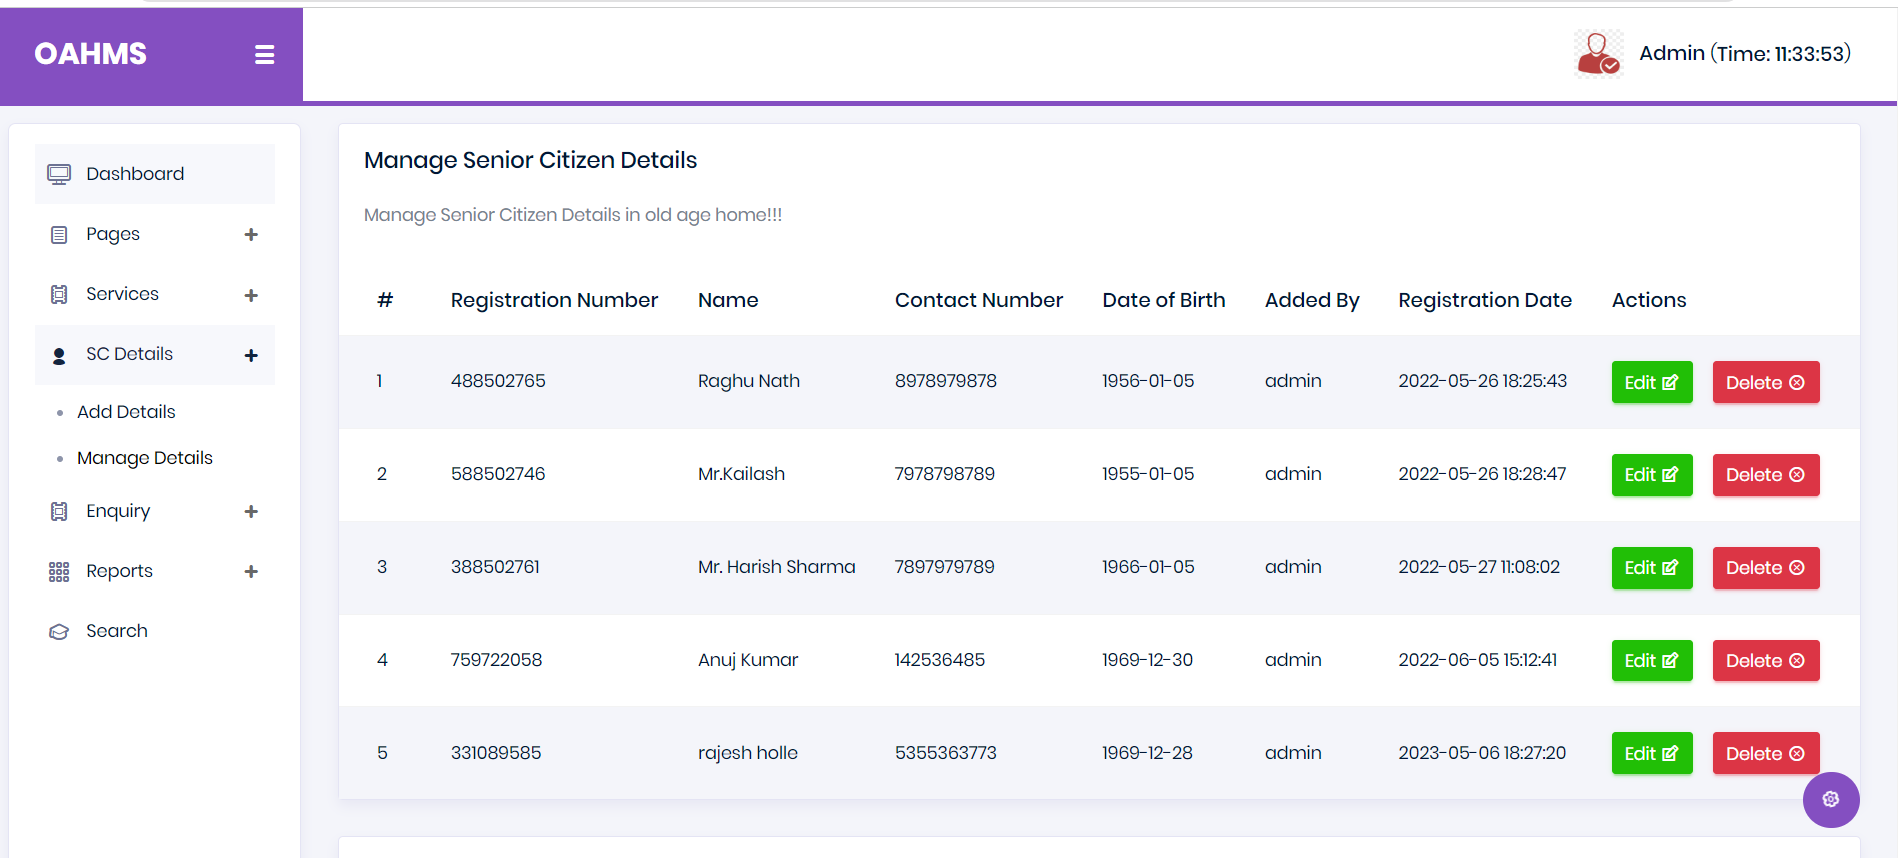 OAHMS
Admin (Time: 11:33:53)
Dashboard
Pages
Services
SC Details
Add Details
Manage Details
Enquiry
Reports
Search
Manage Senior Citizen Details
Manage Senior Citizen Details in old age home!!!
# Registration Number Name Contact Number Date of Birth Added By Registration Date Actions
1 488502765 Raghu Nath 8978979878 1956-01-05 admin 2022-05-26 18:25:43 Edit Delete
2 588502746 Mr.Kailash 7978798789 1955-01-05 admin 2022-05-26 18:28:47 Edit Delete
3 388502761 Mr. Harish Sharma 7897979789 1966-01-05 admin 2022-05-27 11:08:02 Edit Delete
4 759722058 Anuj Kumar 142536485 1969-12-30 admin 2022-06-05 15:12:41 Edit Delete
5 331089585 rajesh holle 5355363773 1969-12-28 admin 2023-05-06 18:27:20 Edit Delete